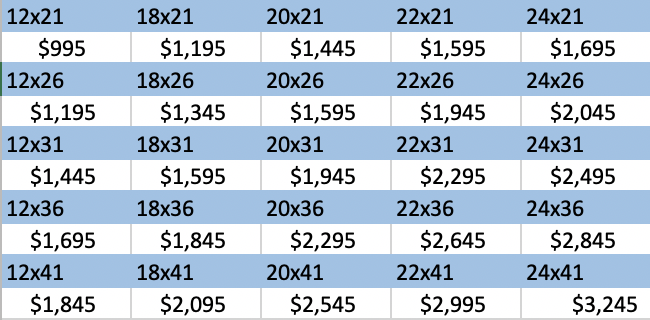 12x21 18x21 20x21 22x21 24x21
$995 $1,195 $1,445 $1,595 $1,695
12x26 18x26 20x26 22x26 24x26
$1,195 $1,345 $1,595 $1,945 $2,045
12x31 18x31 20x31 22x31 24x31
$1,445 $1,595 $1,945 $2,295 $2,495
12x36 18x36 20x36 22x36 24x36
$1,695 $1,845 $2,295 $2,645 $2,845
12x41 18x41 20x41 22x41 24x41
$1,845 $2,095 $2,545 $2,995 $3,245